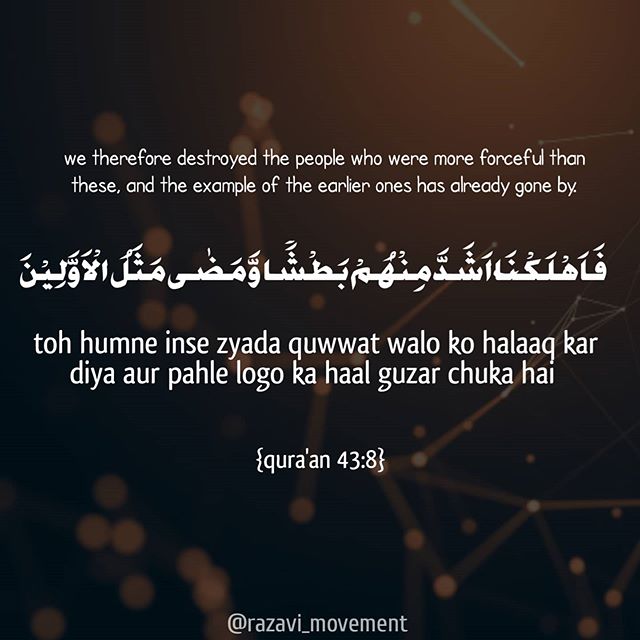 we therefore destroyed the people who were more forceful than
these, and the example of the earlier ones has already gone by.
فَاَهْلَكْنَا اَشَدَّ مِنْهُمْ بَطْشًا وَّ مَضٰى مَثَلُ الْاَوَّلِیْنَ
toh humne inse zyada quwwat walo ko halaaq kar
diya aur pahle logo ka haal guzar chuka hai
{qura'an 43:8}
@razavi_movement